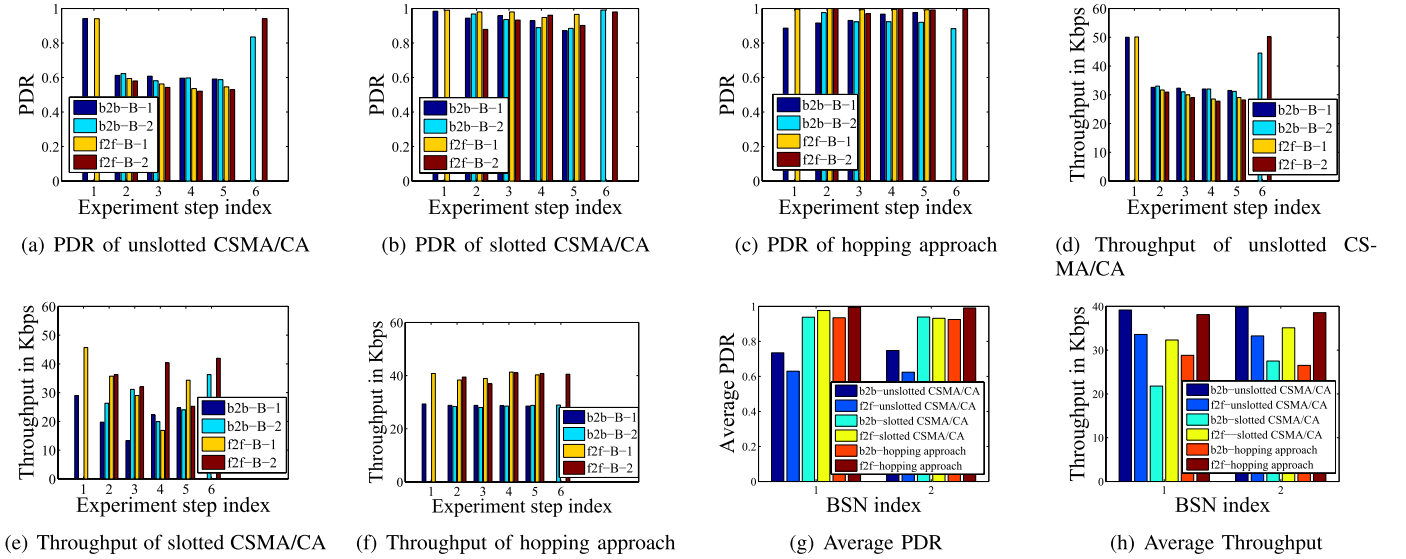 1
0.8
0.6
0.4
0.2
0
PDR
b2b−B−1
b2b−B−2
f2f−B−1
f2f−B−2
1 2 3 4 5 6
Experiment step index
(a) PDR of unslotted CSMA/CA
1
0.8
0.6
0.4
0.2
0
PDR
b2b−B−1
b2b−B−2
f2f−B−1
f2f−B−2
1 2 3 4 5 6
Experiment step index
(b) PDR of slotted CSMA/CA
1
0.8
0.6
0.4
0.2
0
PDR
b2b−B−1
b2b−B−2
f2f−B−1
f2f−B−2
1 2 3 4 5 6
Experiment step index
(c) PDR of hopping approach
60
50
40
30
20
10
0
Throughput in Kbps
b2b−B−1
b2b−B−2
f2f−B−1
f2f−B−2
1 2 3 4 5 6
Experiment step index
(d) Throughput of unslotted CS-
MA/CA
60
50
40
30
20
10
0
Throughput in Kbps
b2b−B−1
b2b−B−2
f2f−B−1
f2f−B−2
1 2 3 4 5 6
Experiment step index
(e) Throughput of slotted CSMA/CA
60
40
20
0
Throughput in Kbps
b2b−B−1
b2b−B−2
f2f−B−1
f2f−B−2
1 2 3 4 5 6
Experiment step index
(f) Throughput of hopping approach
1
0.8
0.6
0.4
0.2
0
Average PDR
b2b−unslotted CSMA/CA
f2f−unslotted CSMA/CA
b2b−slotted CSMA/CA
f2f−slotted CSMA/CA
b2b−hopping approach
f2f−hopping approach
1 2
BSN index
(g) Average PDR
40
30
20
10
0
Throughput in Kbps
b2b−unslotted CSMA/CA
f2f−unslotted CSMA/CA
b2b−slotted CSMA/CA
f2f−−slotted CSMA/CA
b2b−hopping approach
f2f−hopping approach
1 2
BSN index
(h) Average Throughput